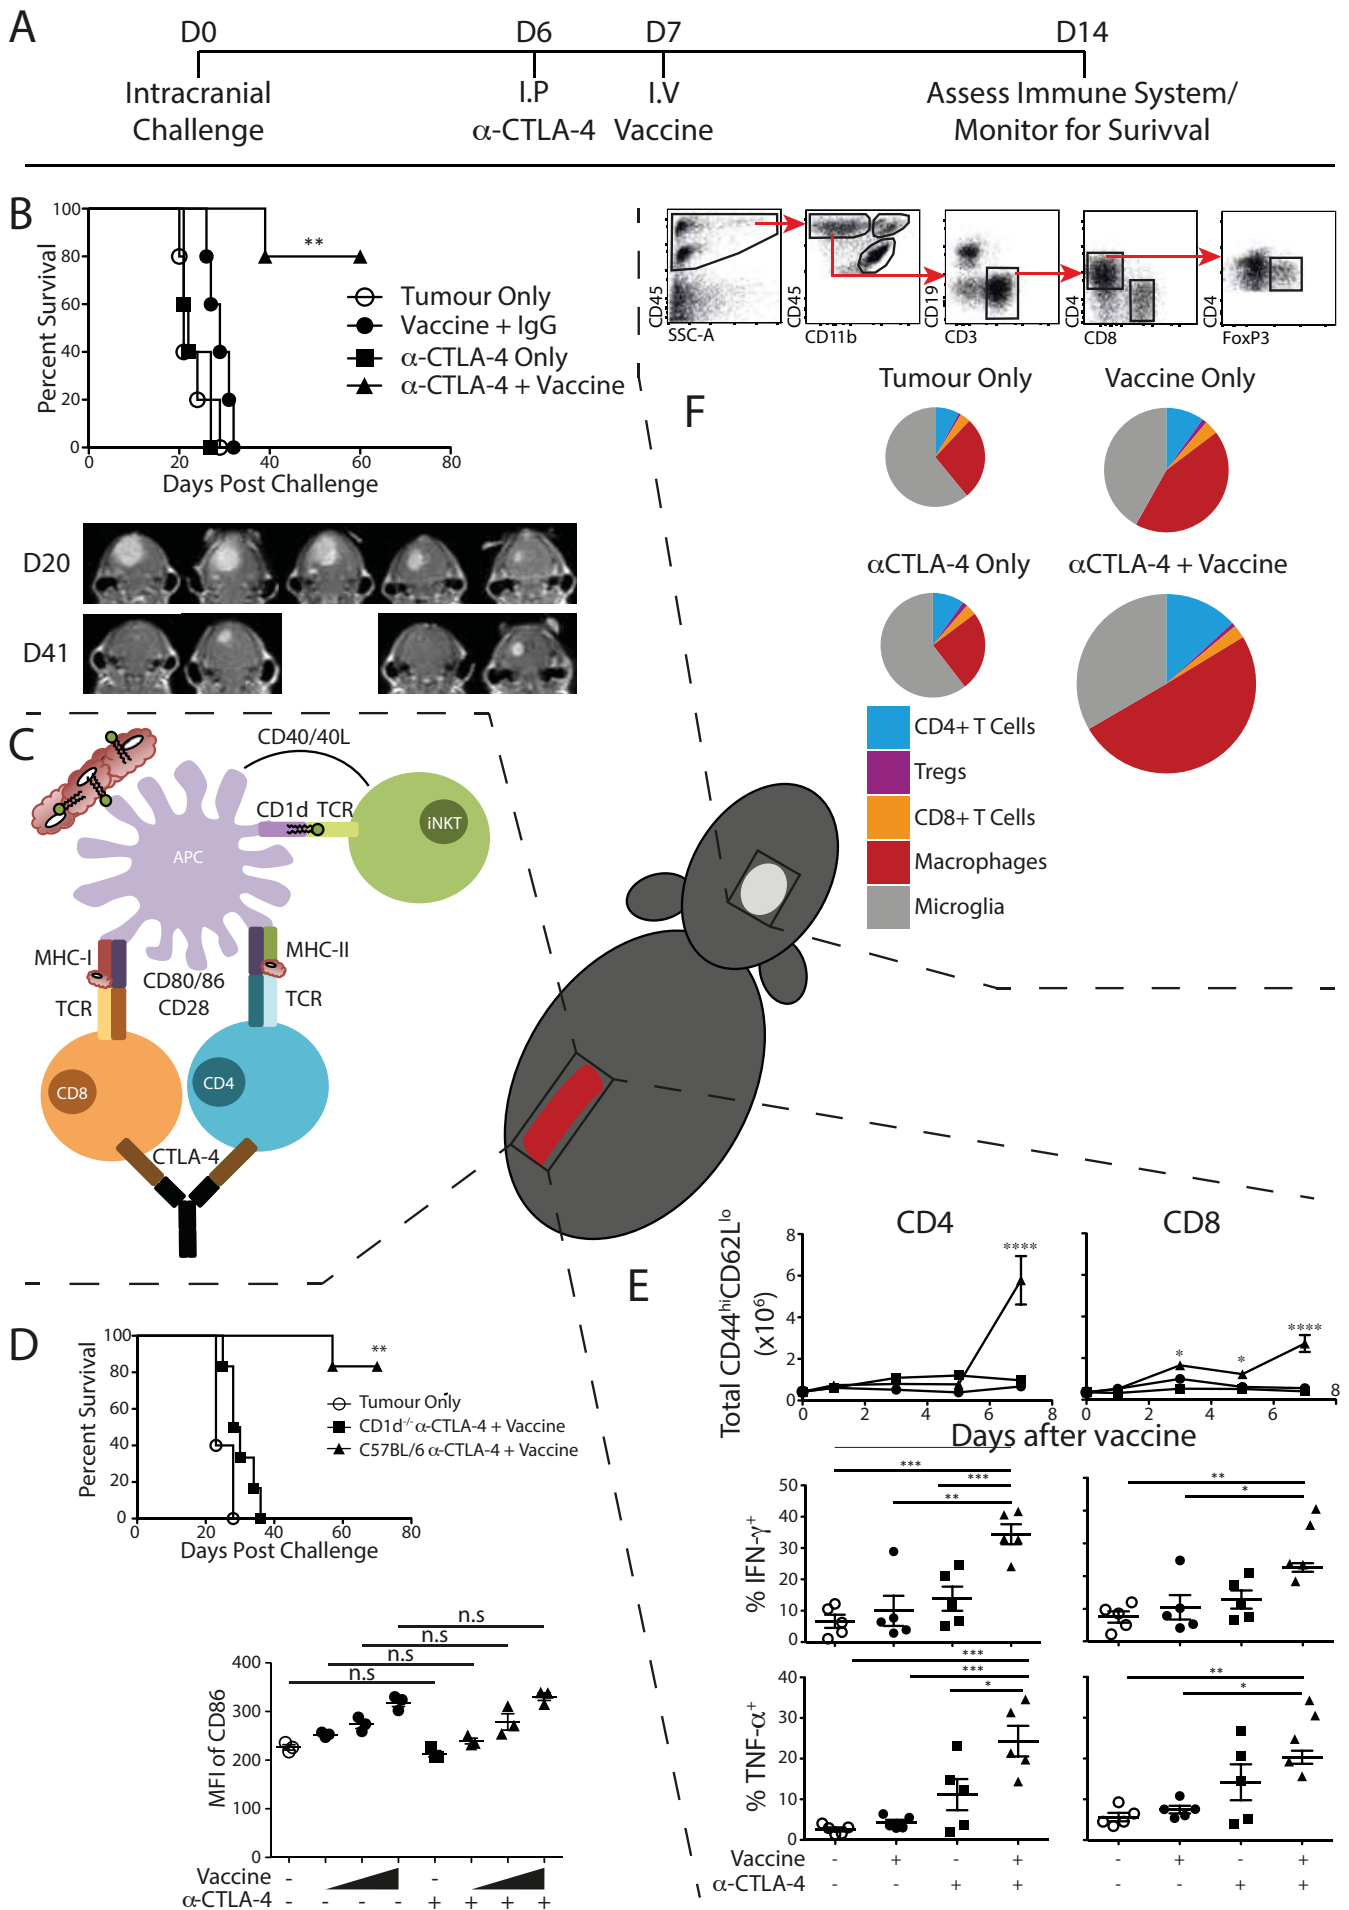 A
D0 D6 D7 D14
Intracranial Challenge
I.P α-CTLA-4
I.V Vaccine
Assess Immune System/
Monitor for Surivval
B
Percent Survival
100
80
60
40
20
0
0 20 40 60 80
Days Post Challenge
**
Tumour Only
Vaccine + IgG
α-CTLA-4 Only
α-CTLA-4 + Vaccine
D20
D41
CD45
SSC-A
CD45
CD11b
CD19
CD3
CD4
CD8
CD4
FoxP3
F
Tumour Only
Vaccine Only
αCTLA-4 Only
αCTLA-4 + Vaccine
CD4+ T Cells
Tregs
CD8+ T Cells
Macrophages
Microglia
C
CD40/40L
CD1d TCR
iNKT
APC
MHC-I
MHC-II
CD80/86
CD28
TCR
TCR
CD8
CD4
CTLA-4
D
Percent Survival
100
80
60
40
20
0
0 20 40 60 80
Days Post Challenge
**
Tumour Only
CD1d-/- α-CTLA-4 + Vaccine
C57BL/6 α-CTLA-4 + Vaccine
n.s
n.s
n.s
n.s
MFI of CD86
400
300
200
100
0
Vaccine - -
α-CTLA-4 - - - - + + + +
E
CD4
CD8
Total CD44hiCD62Llo
(x10⁶)
8
6
4
2
0
0 2 4 6 8
****
0 2 4 6 8
* * ****
Days after vaccine
% IFN-γ+
50
40
30
20
10
0
***
***
**
**
*
% TNF-α+
40
30
20
10
0
***
***
*
**
*
Vaccine - + - + - + - +
α-CTLA-4 - - + + - - + +